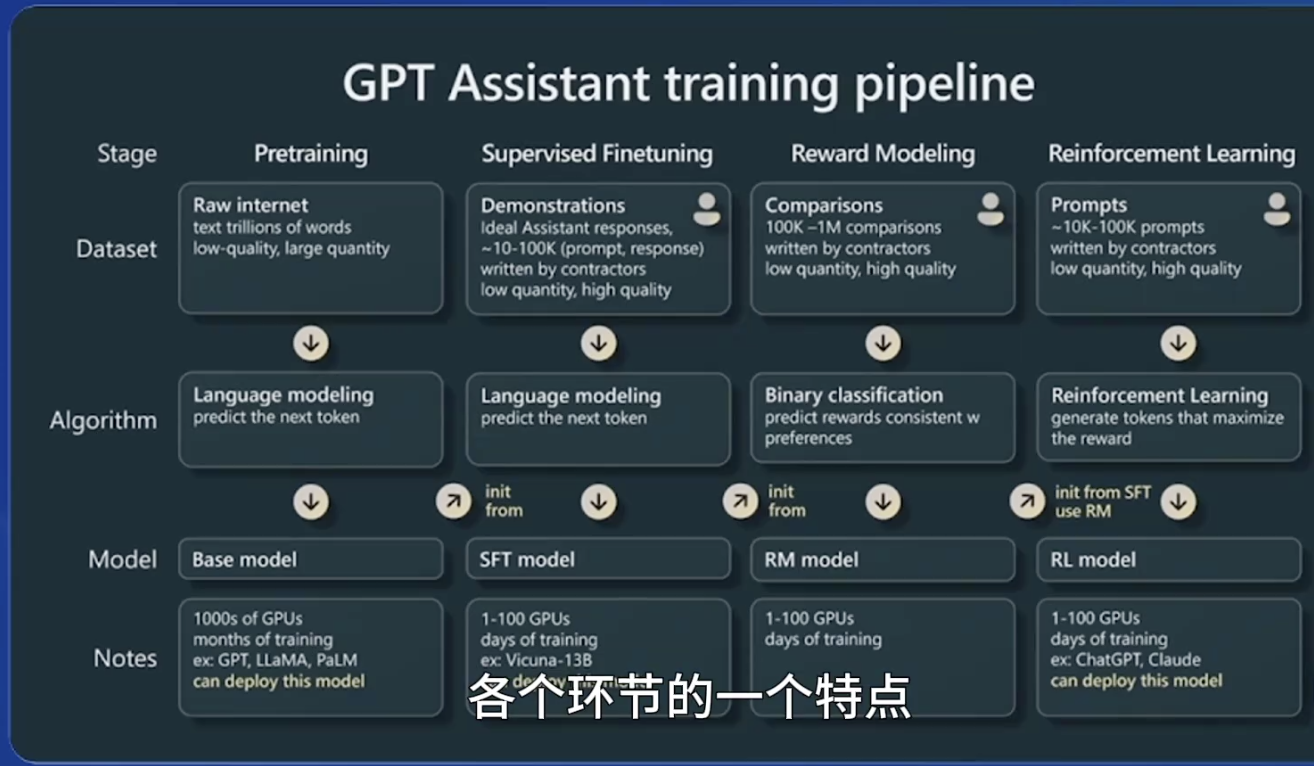 GPT Assistant training pipeline
Stage
Pretraining
Supervised Finetuning
Reward Modeling
Reinforcement Learning
Dataset
Raw internet
text trillions of words
low-quality, large quantity
Demonstrations
Ideal Assistant responses,
~10-100K (prompt, response)
written by contractors
low quantity, high quality
Comparisons
100K –1M comparisons
written by contractors
low quantity, high quality
Prompts
~10K-100K prompts
written by contractors
low quantity, high quality
Algorithm
Language modeling
predict the next token
Language modeling
predict the next token
Binary classification
predict rewards consistent w
preferences
Reinforcement Learning
generate tokens that maximize
the reward
init
from
init
from
init from SFT
use RM
Model
Base model
SFT model
RM model
RL model
Notes
1000s of GPUs
months of training
ex: GPT, LLaMA, PaLM
can deploy this model
1-100 GPUs
days of training
ex: Vicuna-13B
1-100 GPUs
days of training
1-100 GPUs
days of training
ex: ChatGPT, Claude
can deploy this model
各个环节的一个特点